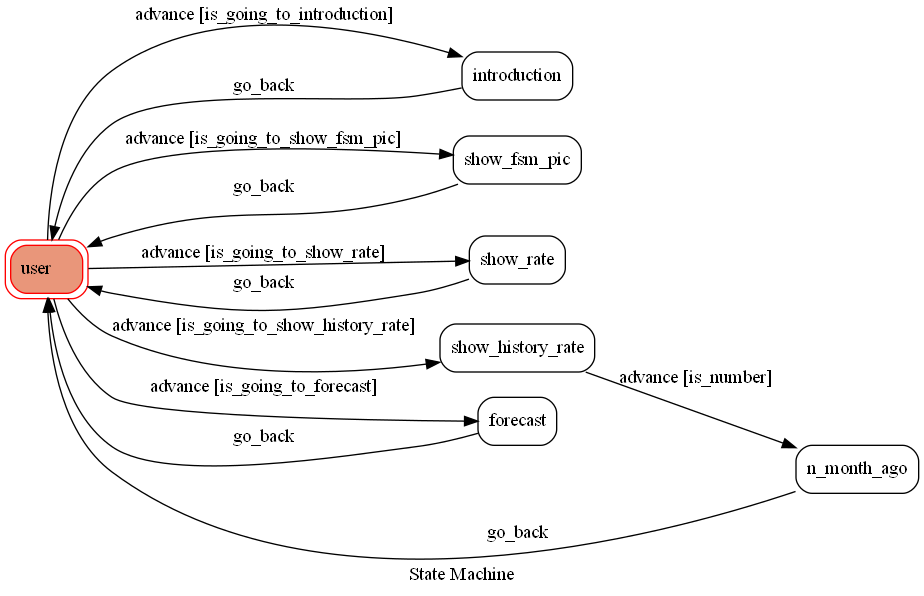 advance [is_going_to_introduction]
introduction
go_back
advance [is_going_to_show_fsm_pic]
show_fsm_pic
go_back
advance [is_going_to_show_rate]
show_rate
user
go_back
advance [is_going_to_show_history_rate]
show_history_rate
advance [is_number]
advance [is_going_to_forecast]
forecast
go_back
n_month_ago
go_back
State Machine